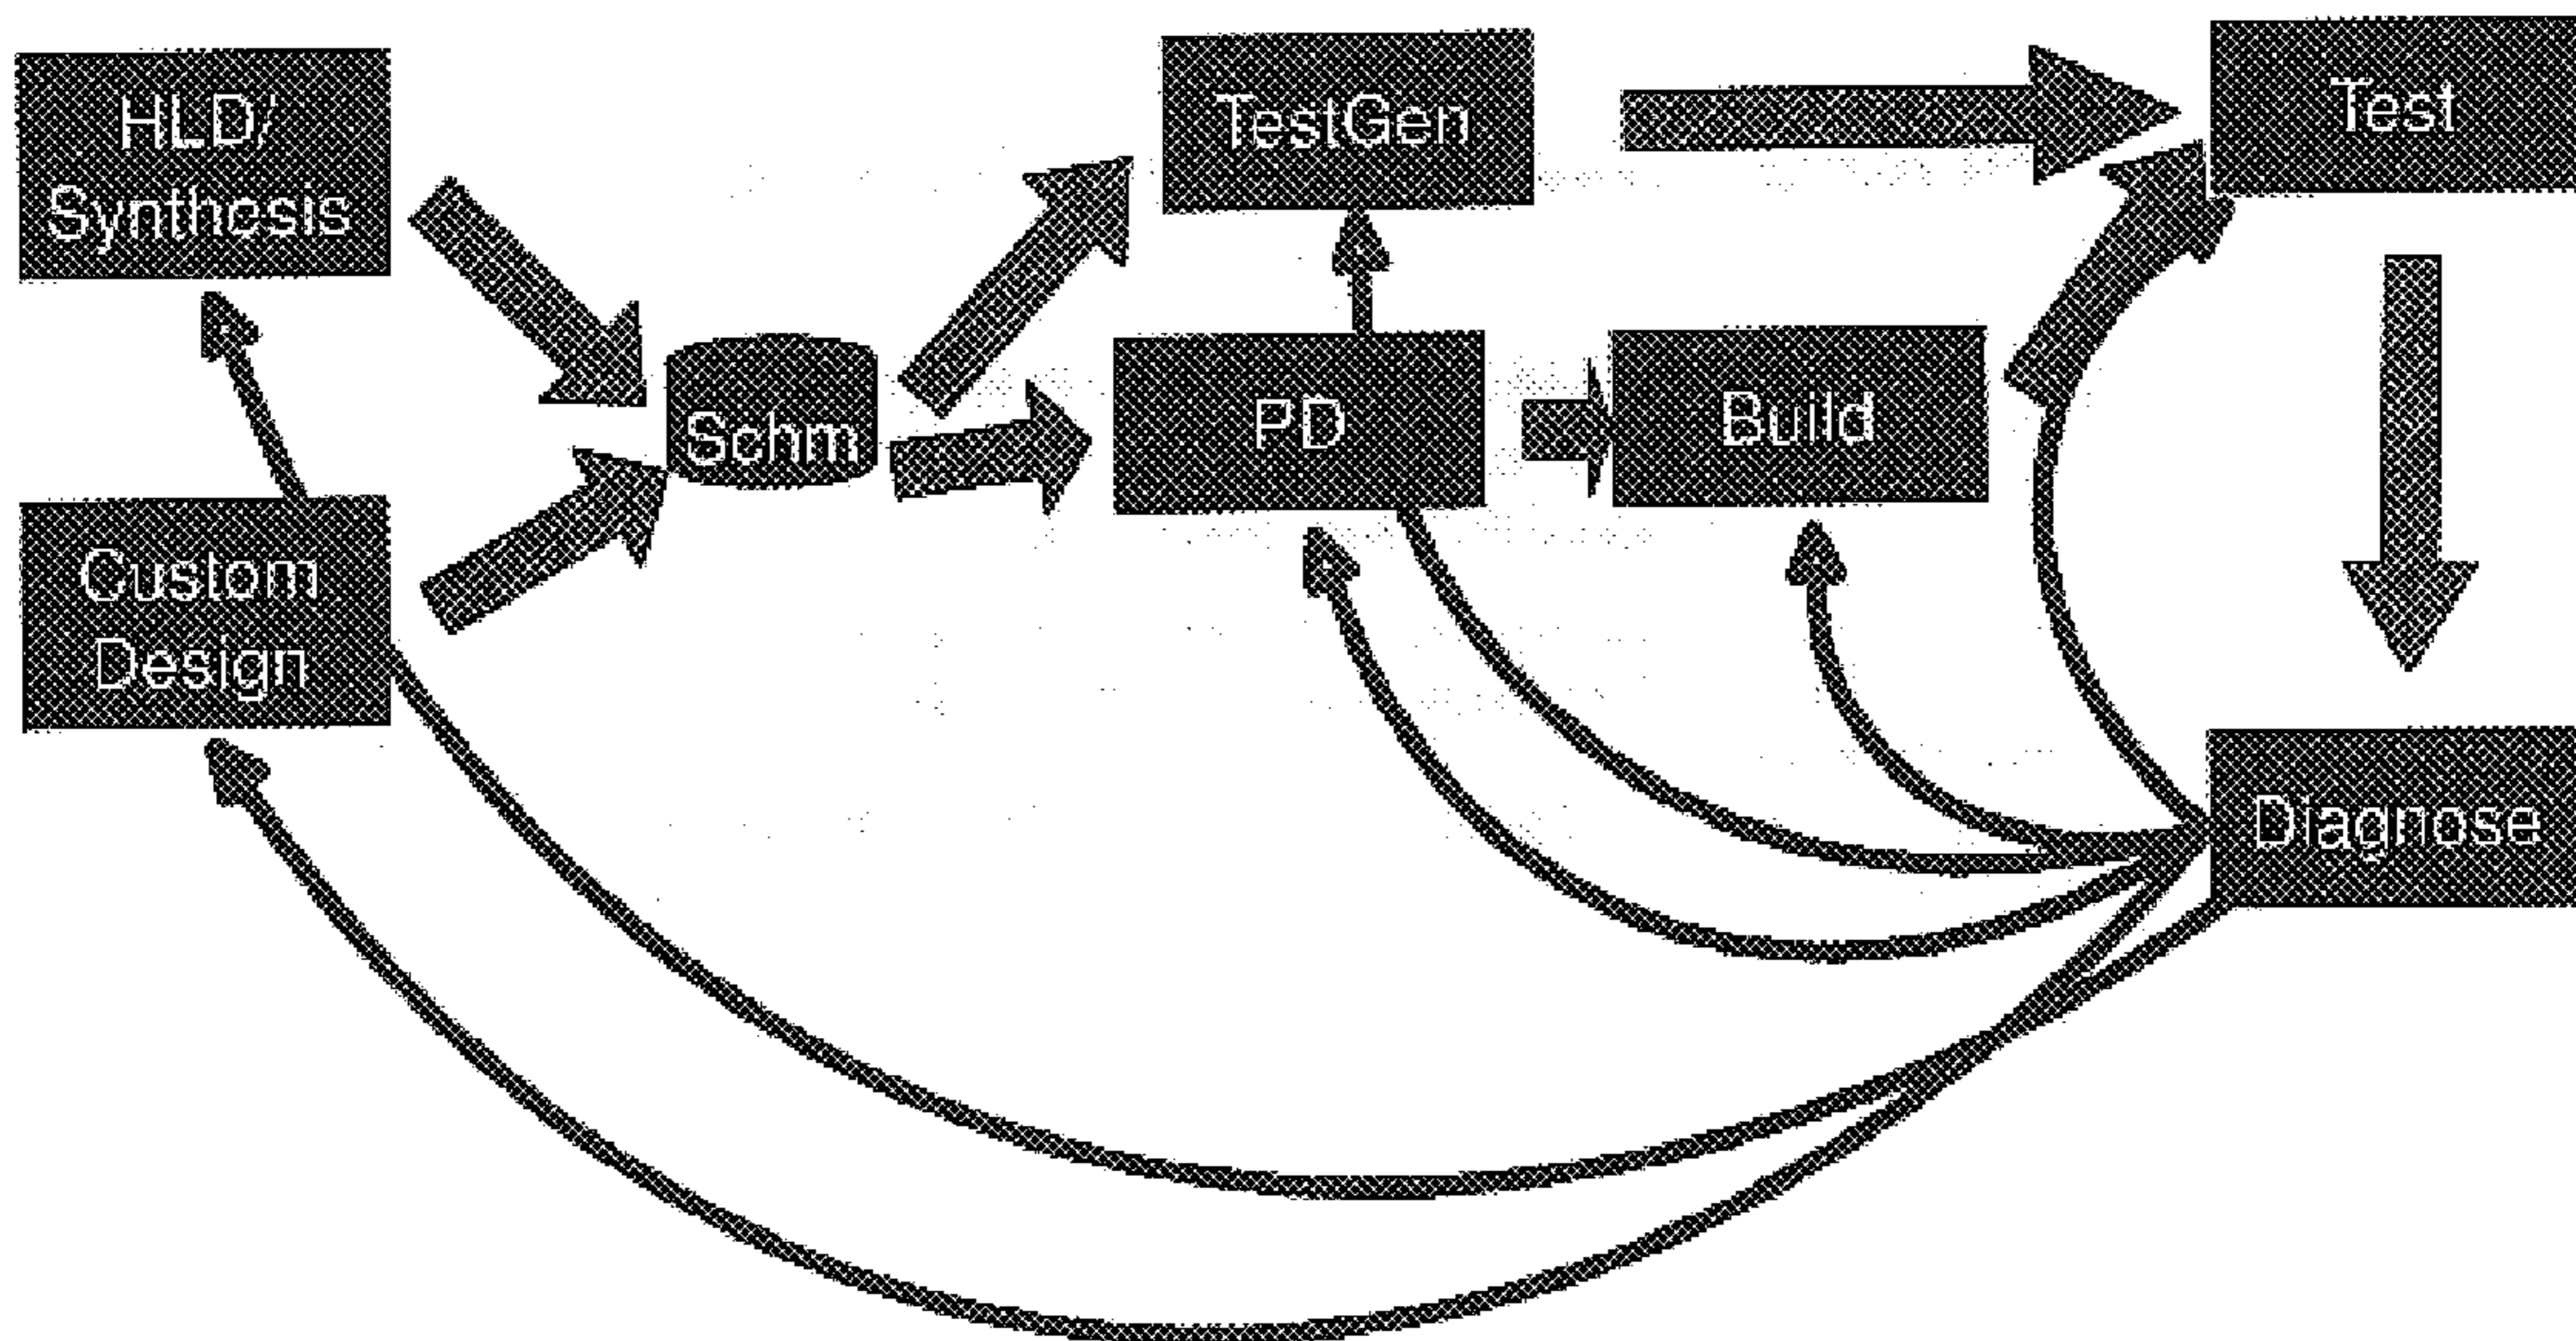 HLD/
Synthesis
TestGen
Test
Schm
PD
Build
Custom
Design
Diagnose